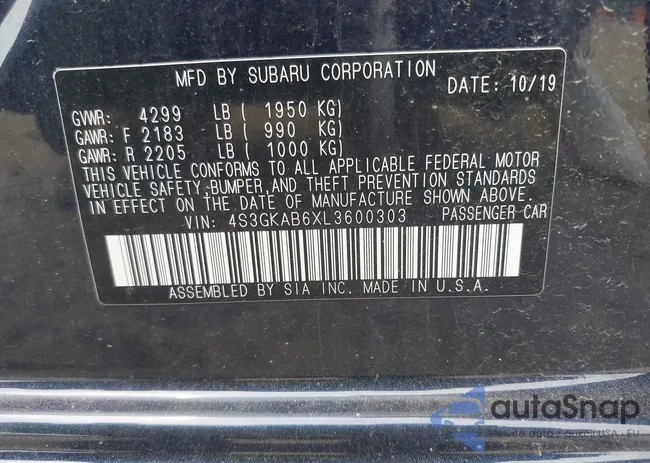 MFD BY SUBARU CORPORATION
DATE: 10/19
GVWR: 4299 LB ( 1950 KG)
GAWR: F 2183 LB ( 990 KG)
GAWR: R 2205 LB ( 1000 KG)
THIS VEHICLE CONFORMS TO ALL APPLICABLE FEDERAL MOTOR
VEHICLE SAFETY, BUMPER, AND THEFT PREVENTION STANDARDS
IN EFFECT ON THE DATE OF MANUFACTURE SHOWN ABOVE.
VIN: 4S3GKAB6XL3600303 PASSENGER CAR
ASSEMBLED BY SIA INC. MADE IN U.S.A.
autoSnap